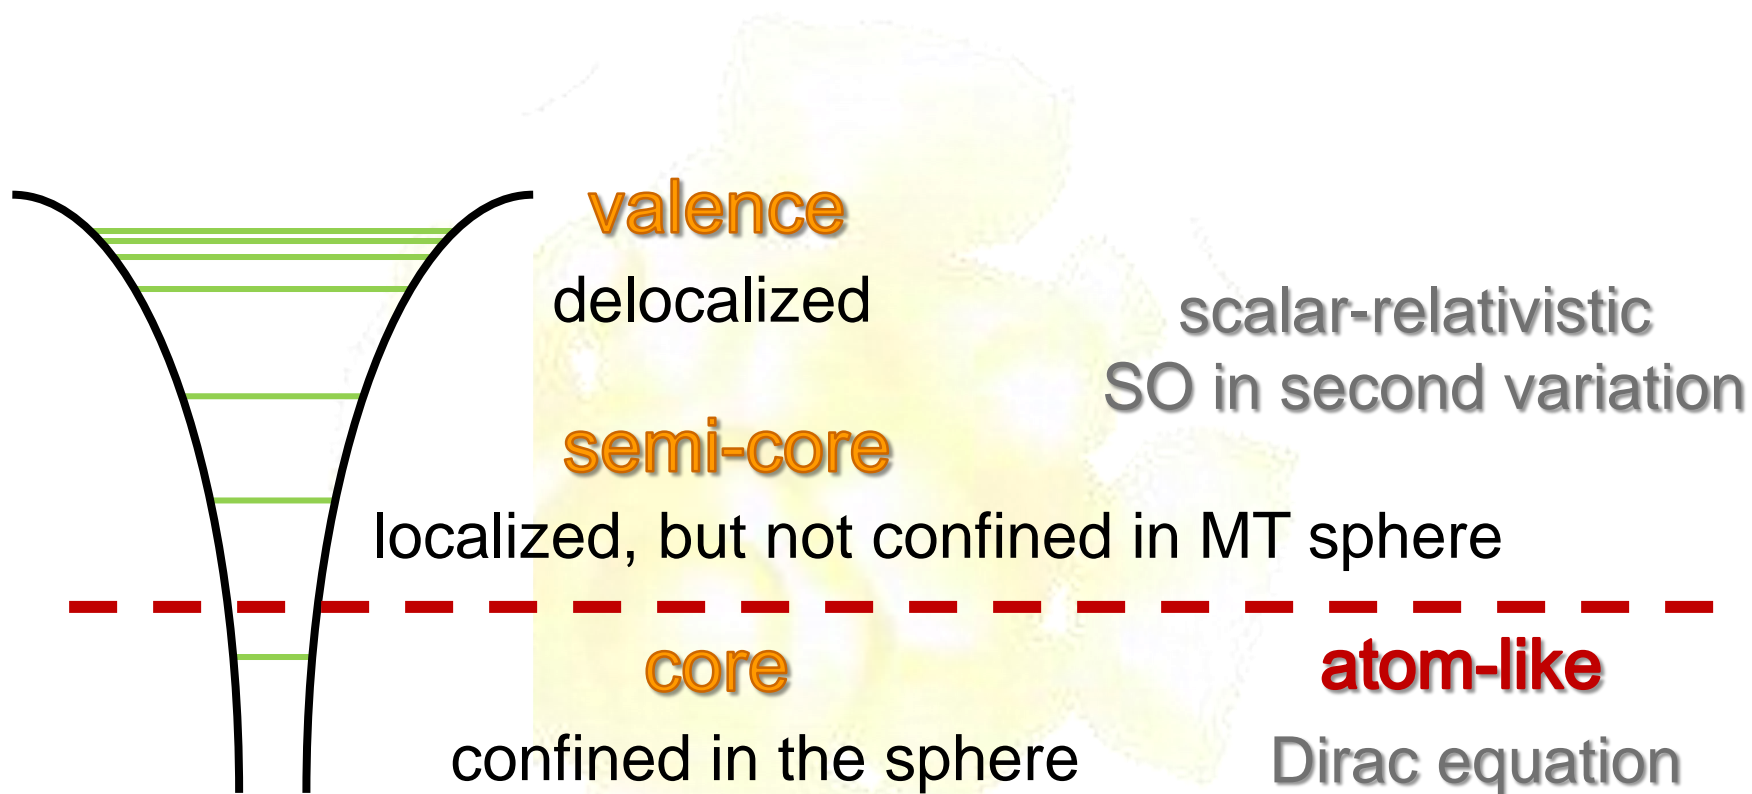 valence
delocalized
scalar-relativistic
SO in second variation
semi-core
localized, but not confined in MT sphere
core
atom-like
confined in the sphere
Dirac equation